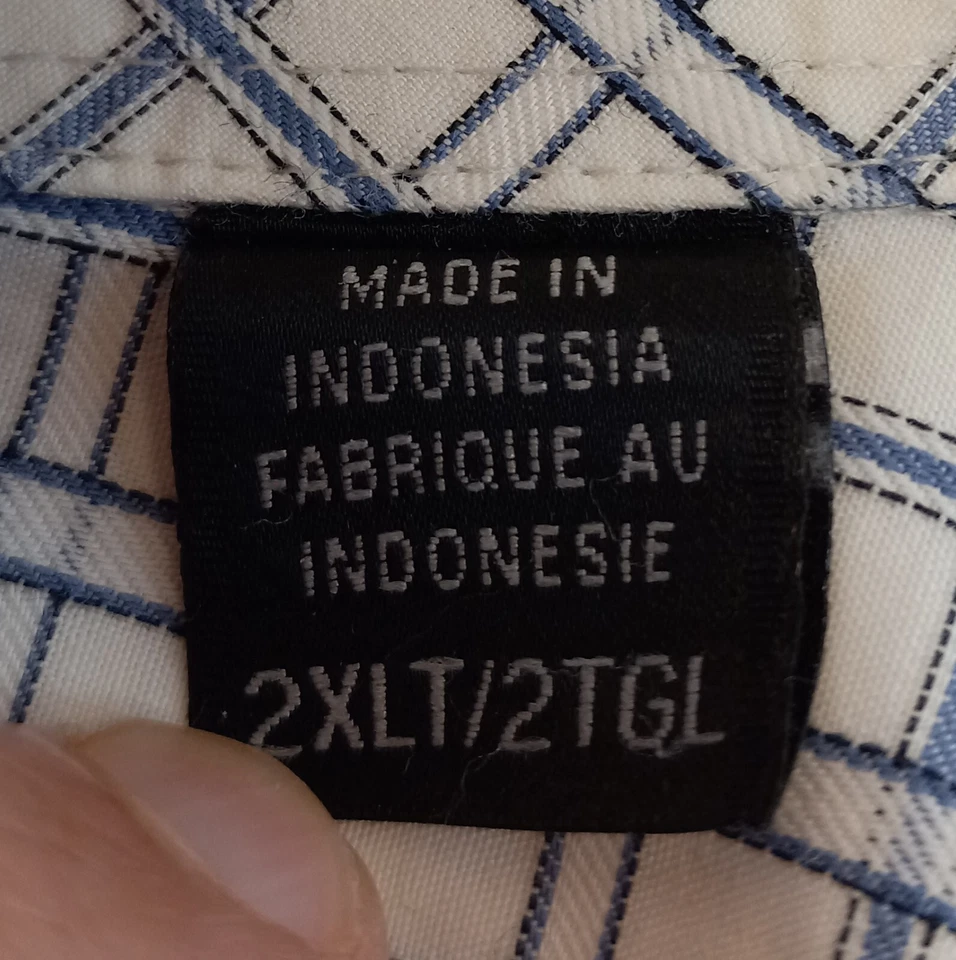 MADE IN
INDONESIA
FABRIQUE AU
INDONESIE
2XLT/2TGL